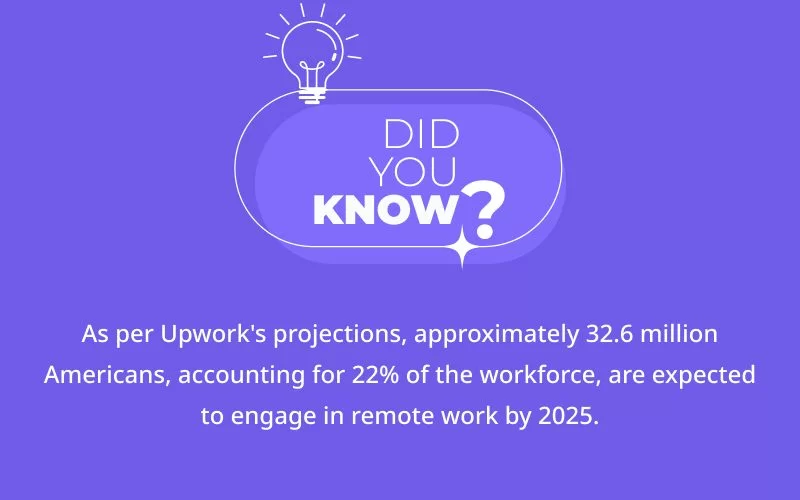 DID
YOU
KNOW?
As per Upwork's projections, approximately 32.6 million
Americans, accounting for 22% of the workforce, are expected
to engage in remote work by 2025.